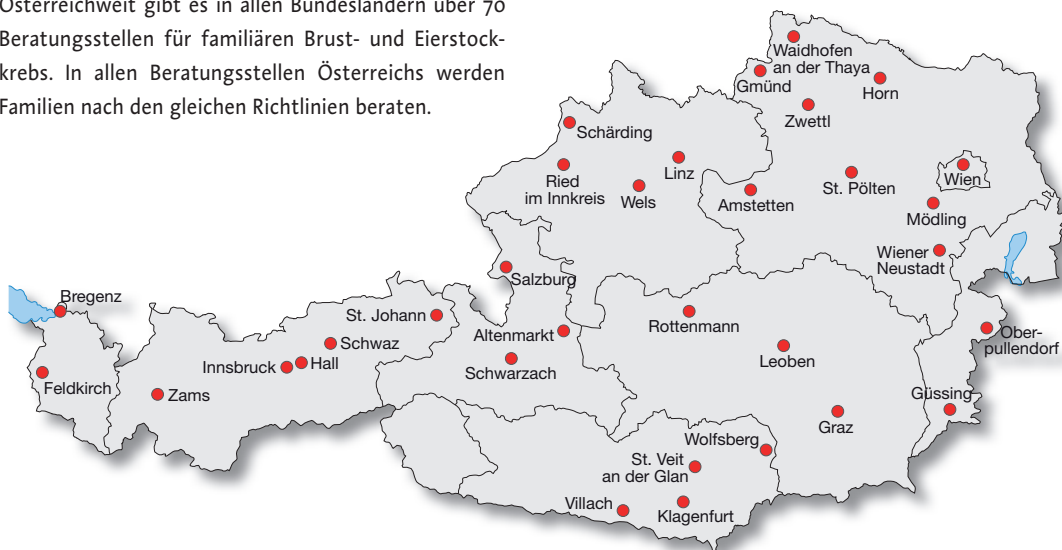 Österreichweit gibt es in allen Bundesländern über 70
Beratungsstellen für familiären Brust- und Eierstock-
krebs. In allen Beratungsstellen Österreichs werden
Familien nach den gleichen Richtlinien beraten.
Waidhofen
an der Thaya
Gmünd
Horn
Zwettl
Schärding
Linz
Ried
im Innkreis
Wels
Amstetten
St. Pölten
Wien
Mödling
Wiener
Neustadt
Salzburg
Bregenz
St. Johann
Altenmarkt
Rottenmann
Ober-
pullendorf
Schwaz
Leoben
Innsbruck
Hall
Schwarzach
Feldkirch
Zams
Güssing
Graz
Wolfsberg
St. Veit
an der Glan
Villach
Klagenfurt